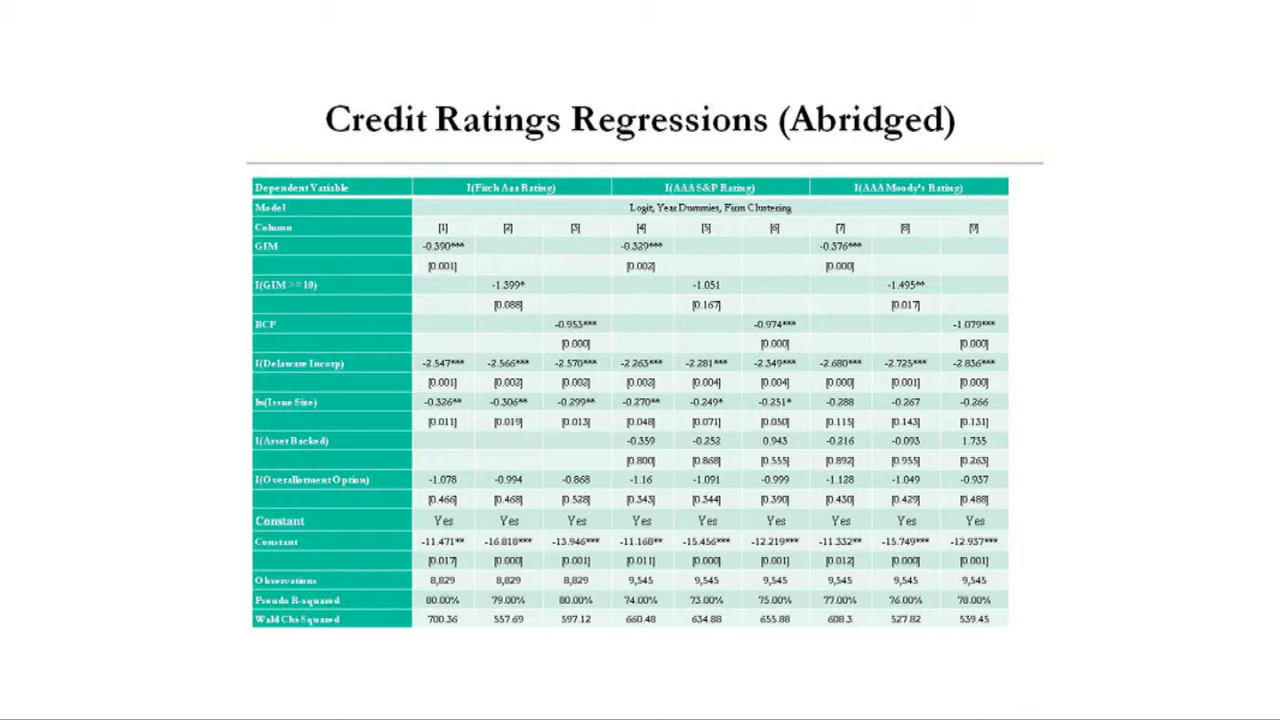 Credit Ratings Regressions (Abridged)
Dependent Variable I(Fitch Aaa Rating) I(AAA S&P Rating) I(AAA Moody's Rating)
Model Logit, Year Dummies, Firm Clustering
Column [1] [2] [3] [4] [5] [6] [7] [8] [9]
GIM -0.390*** -0.329*** -0.376***
[0.001] [0.002] [0.000]
I(GIM >= 10) -1.399* -1.051 -1.495**
[0.088] [0.167] [0.017]
BCF -0.953*** -0.974*** -1.079***
[0.000] [0.000] [0.000]
I(Delaware Incorp) -2.547*** -2.566*** -2.570*** -2.263*** -2.281*** -2.349*** -2.680*** -2.725*** -2.836***
[0.001] [0.002] [0.002] [0.002] [0.004] [0.004] [0.000] [0.001] [0.000]
ln(Issue Size) -0.326** -0.306** -0.299** -0.270** -0.249* -0.251* -0.288 -0.267 -0.266
[0.011] [0.019] [0.013] [0.048] [0.071] [0.050] [0.115] [0.143] [0.131]
I(Asset Backed) -0.359 -0.252 0.943 -0.216 -0.093 1.735
[0.800] [0.868] [0.555] [0.892] [0.955] [0.263]
I(Overallotment Option) -1.078 -0.994 -0.868 -1.16 -1.091 -0.999 -1.128 -1.049 -0.937
[0.466] [0.468] [0.528] [0.343] [0.344] [0.390] [0.430] [0.429] [0.488]
Constant Yes Yes Yes Yes Yes Yes Yes Yes Yes
Constant -11.471** -16.818*** -13.946*** -11.168** -15.456*** -12.219*** -11.332** -15.749*** -12.937***
[0.017] [0.000] [0.001] [0.011] [0.000] [0.001] [0.012] [0.000] [0.001]
Observations 8,829 8,829 8,829 9,545 9,545 9,545 9,545 9,545 9,545
Pseudo R-squared 80.00% 79.00% 80.00% 74.00% 73.00% 75.00% 77.00% 76.00% 78.00%
Wald Chi-Squared 700.36 557.69 597.12 660.48 634.88 655.88 608.3 527.82 539.45